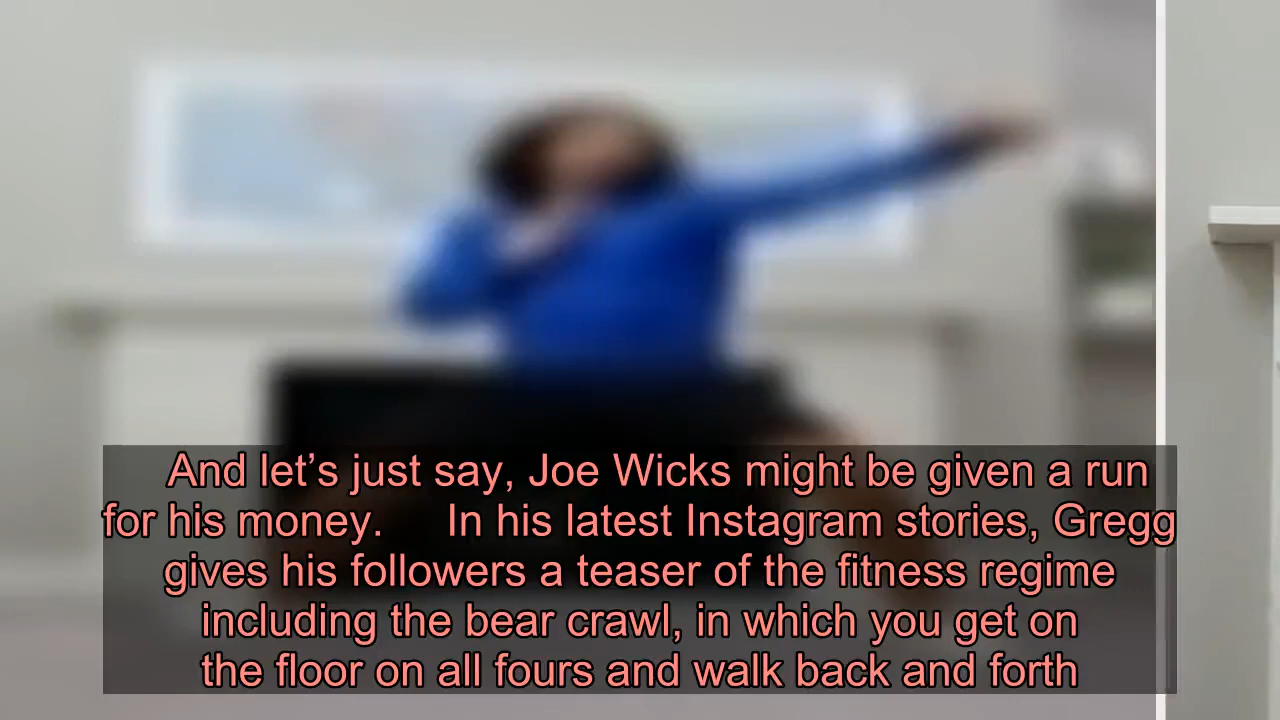 And let’s just say, Joe Wicks might be given a run
for his money. In his latest Instagram stories, Gregg
gives his followers a teaser of the fitness regime
including the bear crawl, in which you get on
the floor on all fours and walk back and forth